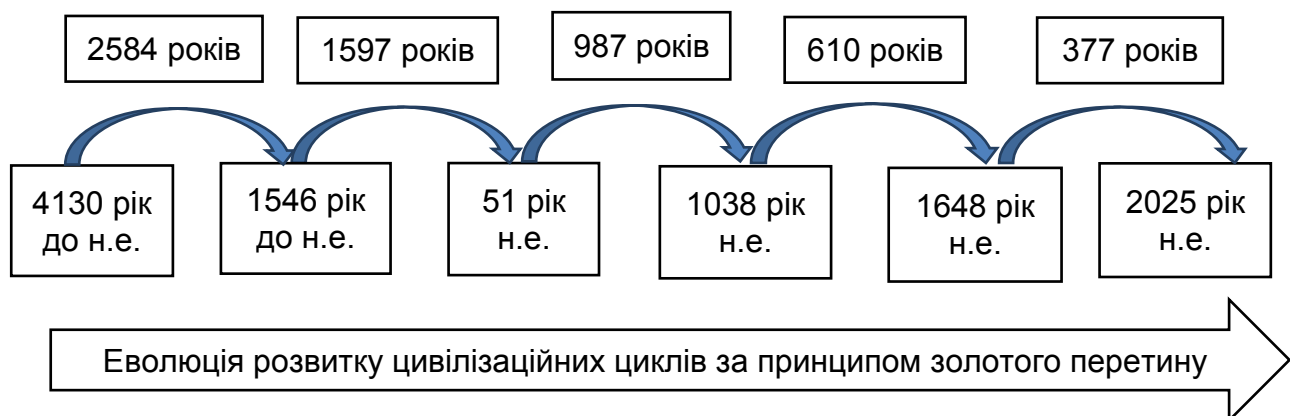 2584 років
1597 років
987 років
610 років
377 років
4130 рік
до н.е.
1546 рік
до н.е.
51 рік
н.е.
1038 рік
н.е.
1648 рік
н.е.
2025 рік
н.е.
Еволюція розвитку цивілізаційних циклів за принципом золотого перетину